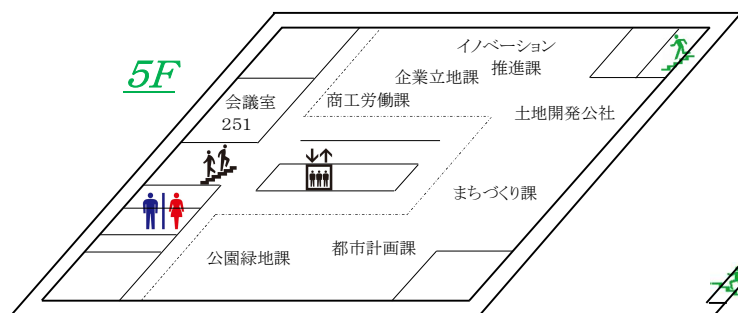 5F
イノベーション
推進課
企業立地課
商工労働課
会議室
251
土地開発公社
まちづくり課
都市計画課
公園緑地課